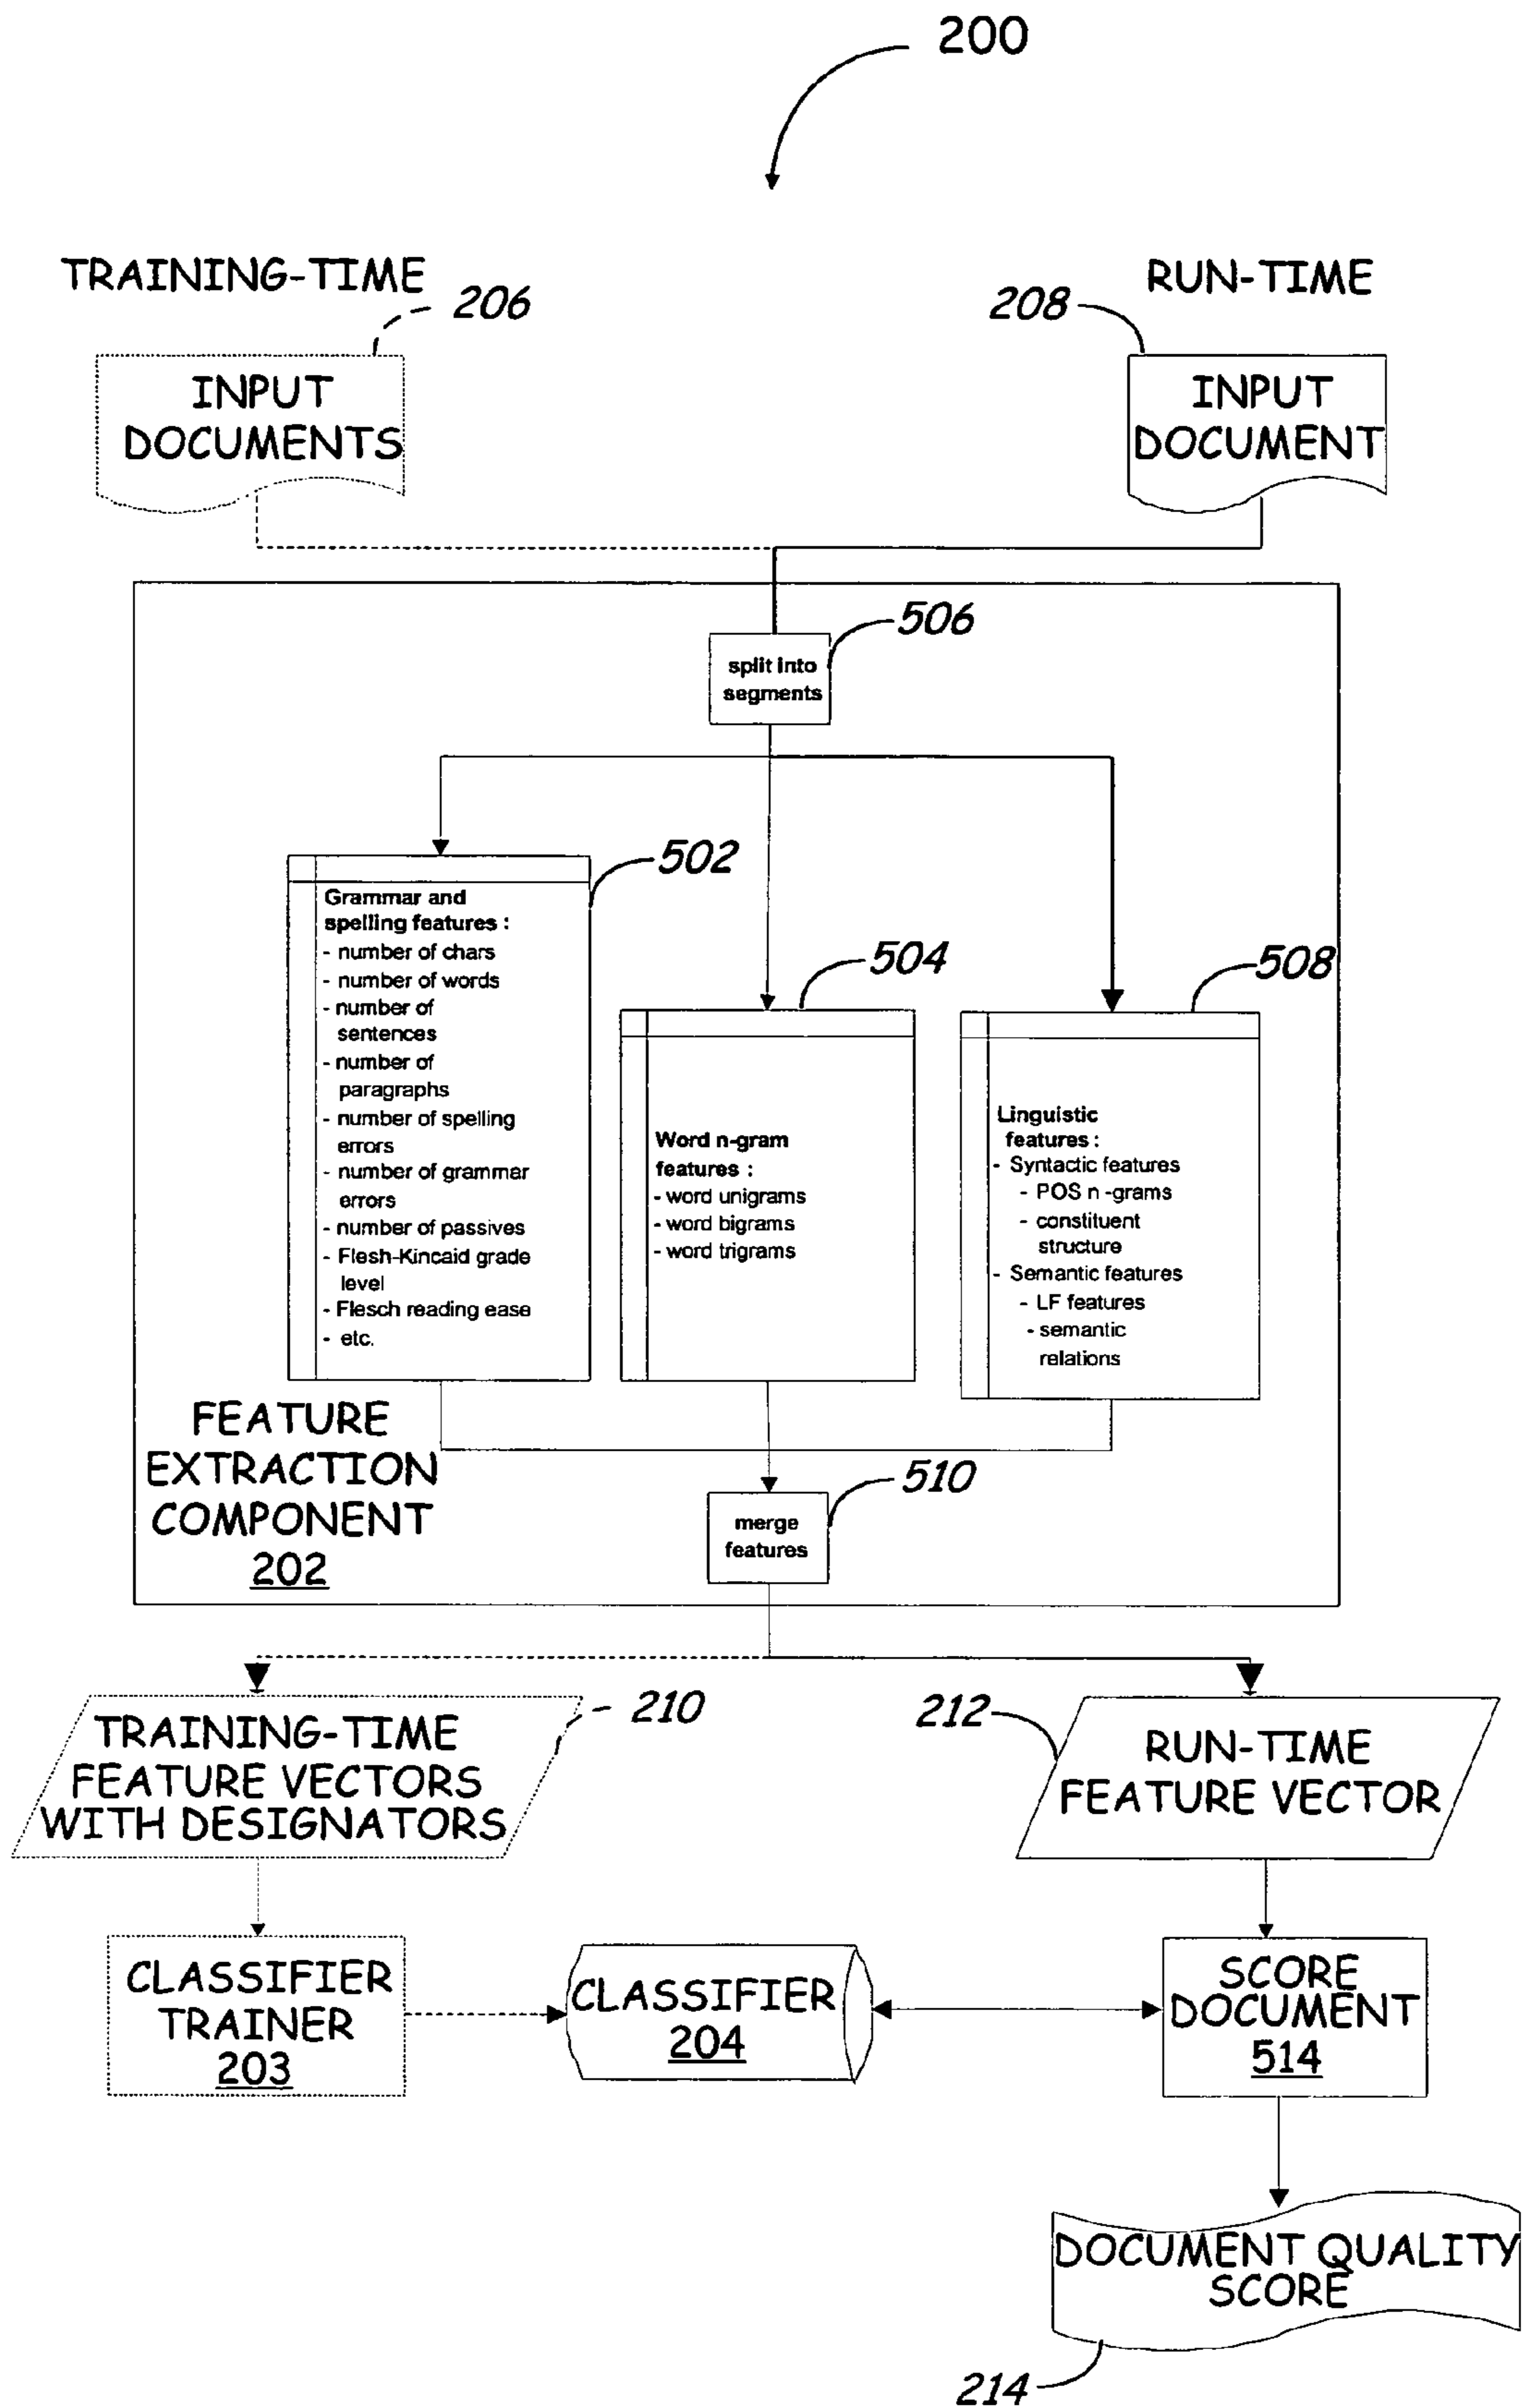 200
TRAINING-TIME
206
INPUT
DOCUMENTS
RUN-TIME
208
INPUT
DOCUMENT
506
split into
segments
502
Grammar and
spelling features :
- number of chars
- number of words
- number of
sentences
- number of
paragraphs
- number of spelling
errors
- number of grammar
errors
- number of passives
- Flesh-Kincaid grade
level
- Flesch reading ease
- etc.
504
Word n-gram
features :
- word unigrams
- word bigrams
- word trigrams
508
Linguistic
features :
- Syntactic features
- POS n -grams
- constituent
structure
- Semantic features
- LF features
- semantic
relations
FEATURE
EXTRACTION
COMPONENT
202
510
merge
features
210
TRAINING-TIME
FEATURE VECTORS
WITH DESIGNATORS
212
RUN-TIME
FEATURE VECTOR
CLASSIFIER
TRAINER
203
CLASSIFIER
204
SCORE
DOCUMENT
514
DOCUMENT QUALITY
SCORE
214